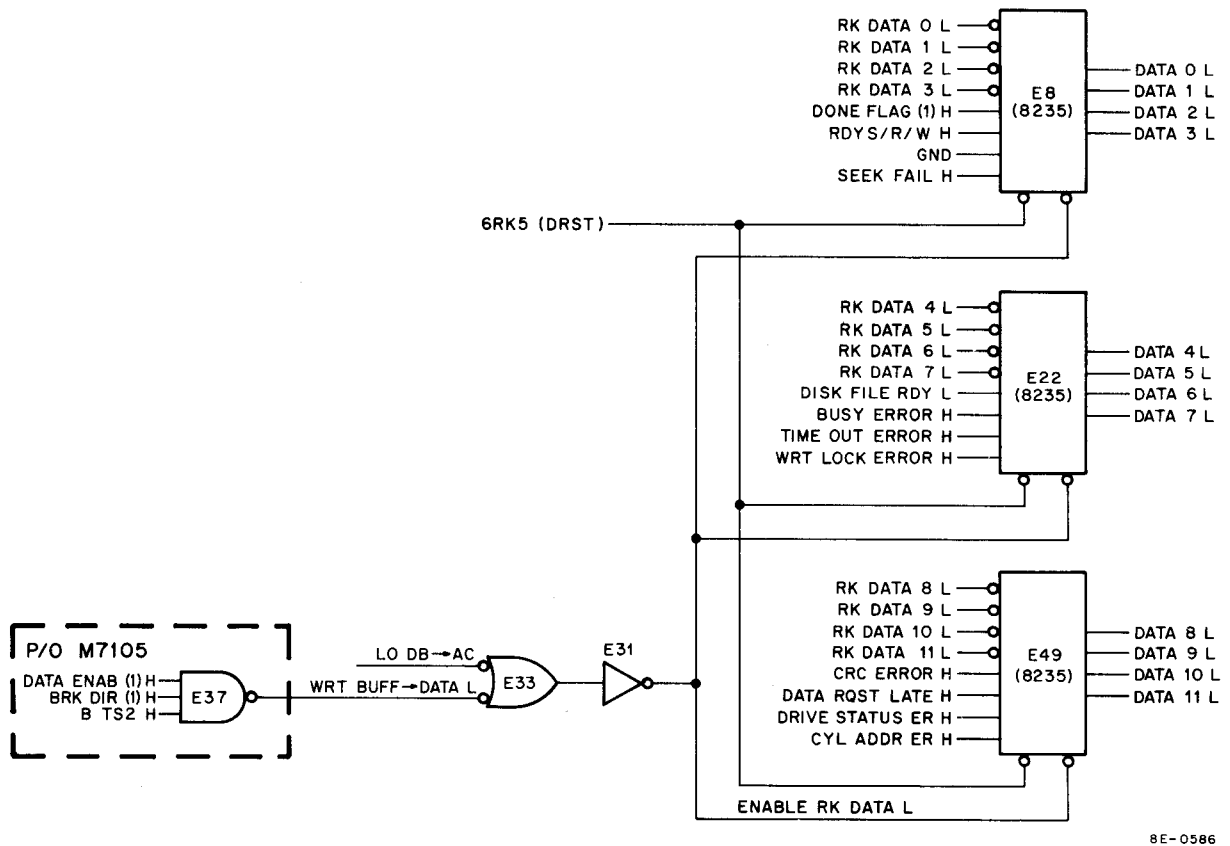 RK DATA 0 L
RK DATA 1 L
RK DATA 2 L
RK DATA 3 L
DONE FLAG (1) H
RDYS/R/W H
GND
SEEK FAIL H
E8
(8235)
DATA 0 L
DATA 1 L
DATA 2 L
DATA 3 L
6RK5 (DRST)
RK DATA 4 L
RK DATA 5 L
RK DATA 6 L
RK DATA 7 L
DISK FILE RDY L
BUSY ERROR H
TIME OUT ERROR H
WRT LOCK ERROR H
E22
(8235)
DATA 4 L
DATA 5 L
DATA 6 L
DATA 7 L
P/O M7105
DATA ENAB (1) H
BRK DIR (1) H
B TS2 H
E37
LO DB→AC
WRT BUFF→DATA L
E33
E31
RK DATA 8 L
RK DATA 9 L
RK DATA 10 L
RK DATA 11 L
CRC ERROR H
DATA RQST LATE H
DRIVE STATUS ER H
CYL ADDR ER H
E49
(8235)
DATA 8 L
DATA 9 L
DATA 10 L
DATA 11 L
ENABLE RK DATA L
8E-0586